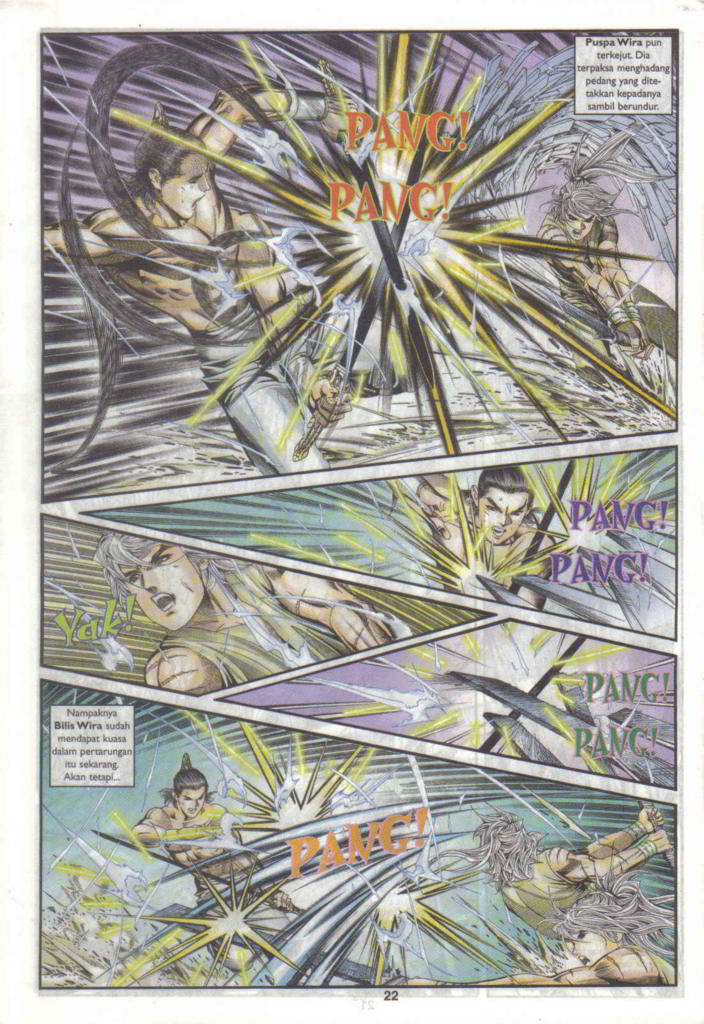 Puspa Wira pun
terkejut. Dia
terpaksa menghadang
pedang yang dite-
takkan kepadanya
sambil berundur.
PANG!
PANG!
PANG!
PANG!
Yak!
PANG!
PANG!
Nampaknya
Bilis Wira sudah
mendapat kuasa
dalam pertarungan
itu sekarang.
Akan tetapi...
PANG!
22